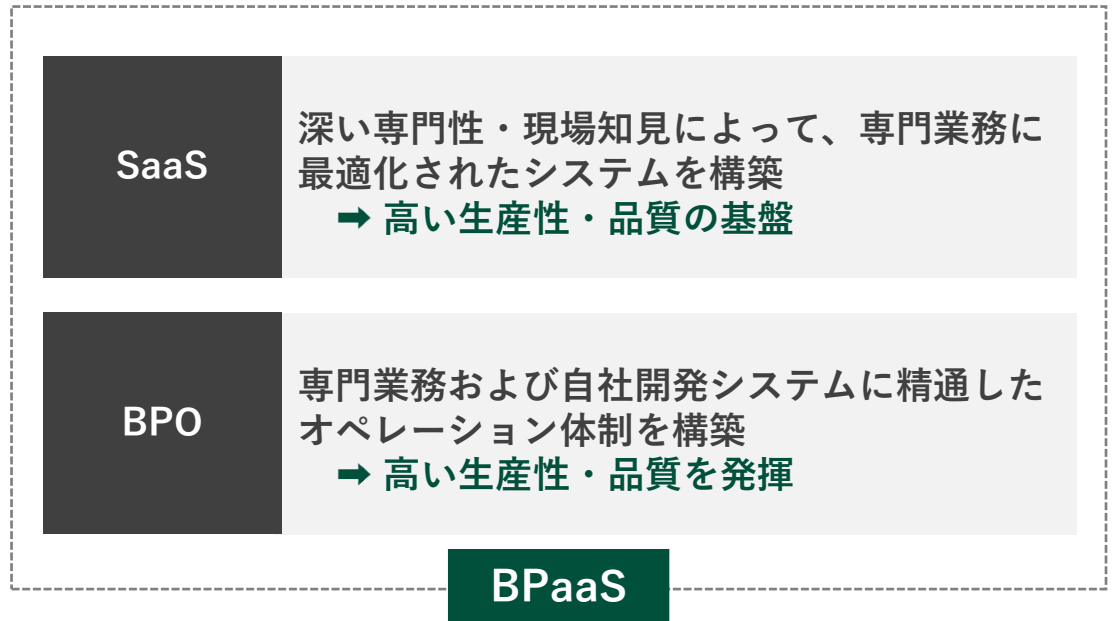 SaaS
深い専門性・現場知見によって、専門業務に
最適化されたシステムを構築
➡ 高い生産性・品質の基盤
BPO
専門業務および自社開発システムに精通した
オペレーション体制を構築
➡ 高い生産性・品質を発揮
BPaaS